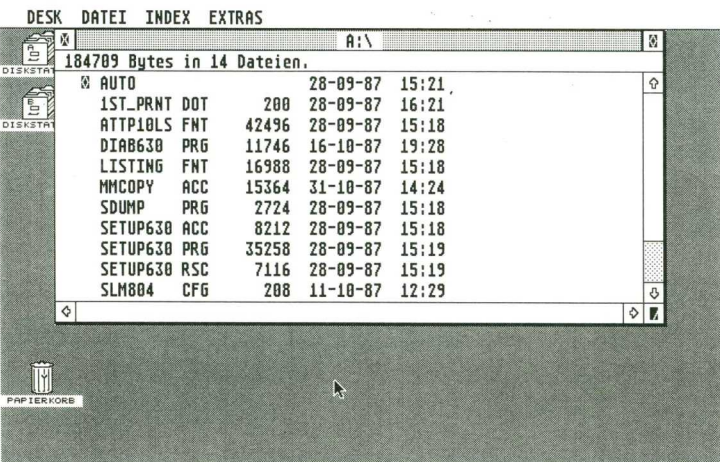 DESK DATEI INDEX EXTRAS
A:\
184709 Bytes in 14 Dateien.
AUTO 28-09-87 15:21
1ST_PRNT DOT 200 28-09-87 16:21
ATTP10LS FNT 42496 28-09-87 15:18
DIAB630 PRG 11746 16-10-87 19:28
LISTING FNT 16988 28-09-87 15:18
MMCOPY ACC 15364 31-10-87 14:24
SDUMP PRG 2724 28-09-87 15:18
SETUP630 ACC 8212 28-09-87 15:18
SETUP630 PRG 35258 28-09-87 15:19
SETUP630 RSC 7116 28-09-87 15:19
SLM804 CFG 208 11-10-87 12:29
A
DISKSTAT
B
DISKSTAT
PAPIERKORB